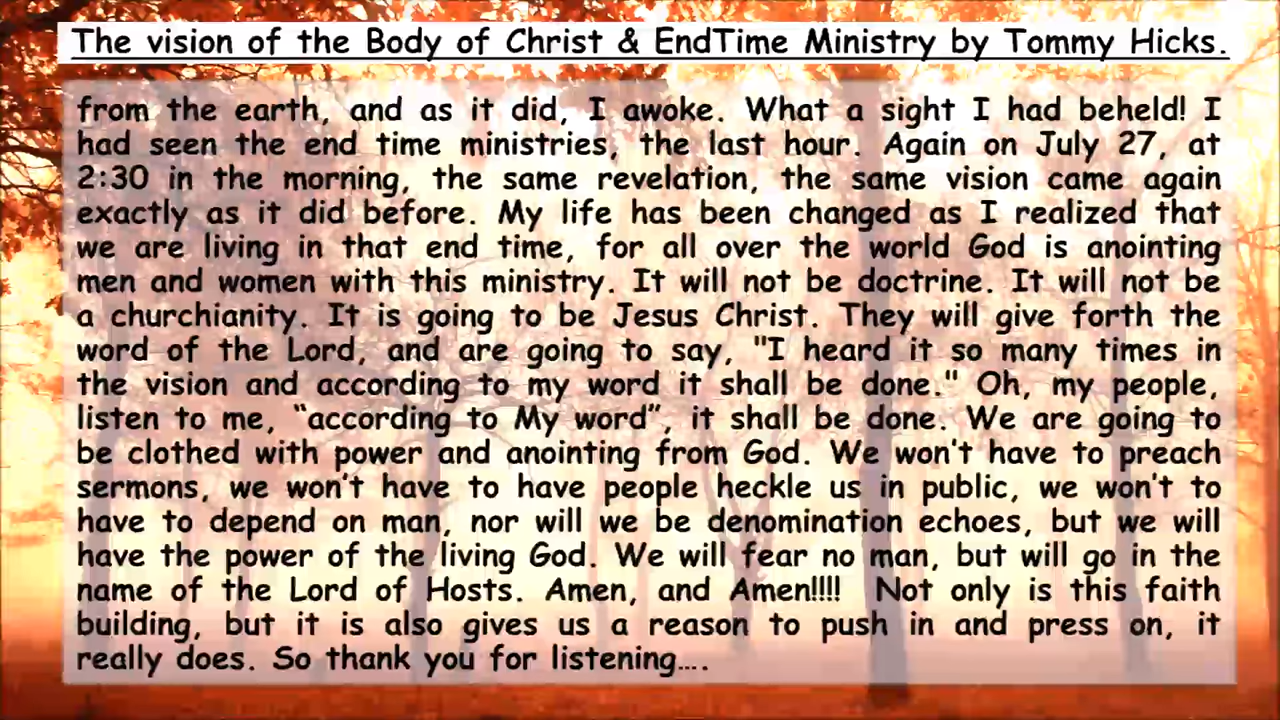 The vision of the Body of Christ & EndTime Ministry by Tommy Hicks.
from the earth, and as it did, I awoke. What a sight I had beheld! I
had seen the end time ministries, the last hour. Again on July 27, at
2:30 in the morning, the same revelation, the same vision came again
exactly as it did before. My life has been changed as I realized that
we are living in that end time, for all over the world God is anointing
men and women with this ministry. It will not be doctrine. It will not be
a churchianity. It is going to be Jesus Christ. They will give forth the
word of the Lord, and are going to say, "I heard it so many times in
the vision and according to my word it shall be done." Oh, my people,
listen to me, “according to My word”, it shall be done. We are going to
be clothed with power and anointing from God. We won't have to preach
sermons, we won't have to have people heckle us in public, we won't to
have to depend on man, nor will we be denomination echoes, but we will
have the power of the living God. We will fear no man, but will go in the
name of the Lord of Hosts. Amen, and Amen!!!! Not only is this faith
building, but it is also gives us a reason to push in and press on, it
really does. So thank you for listening….